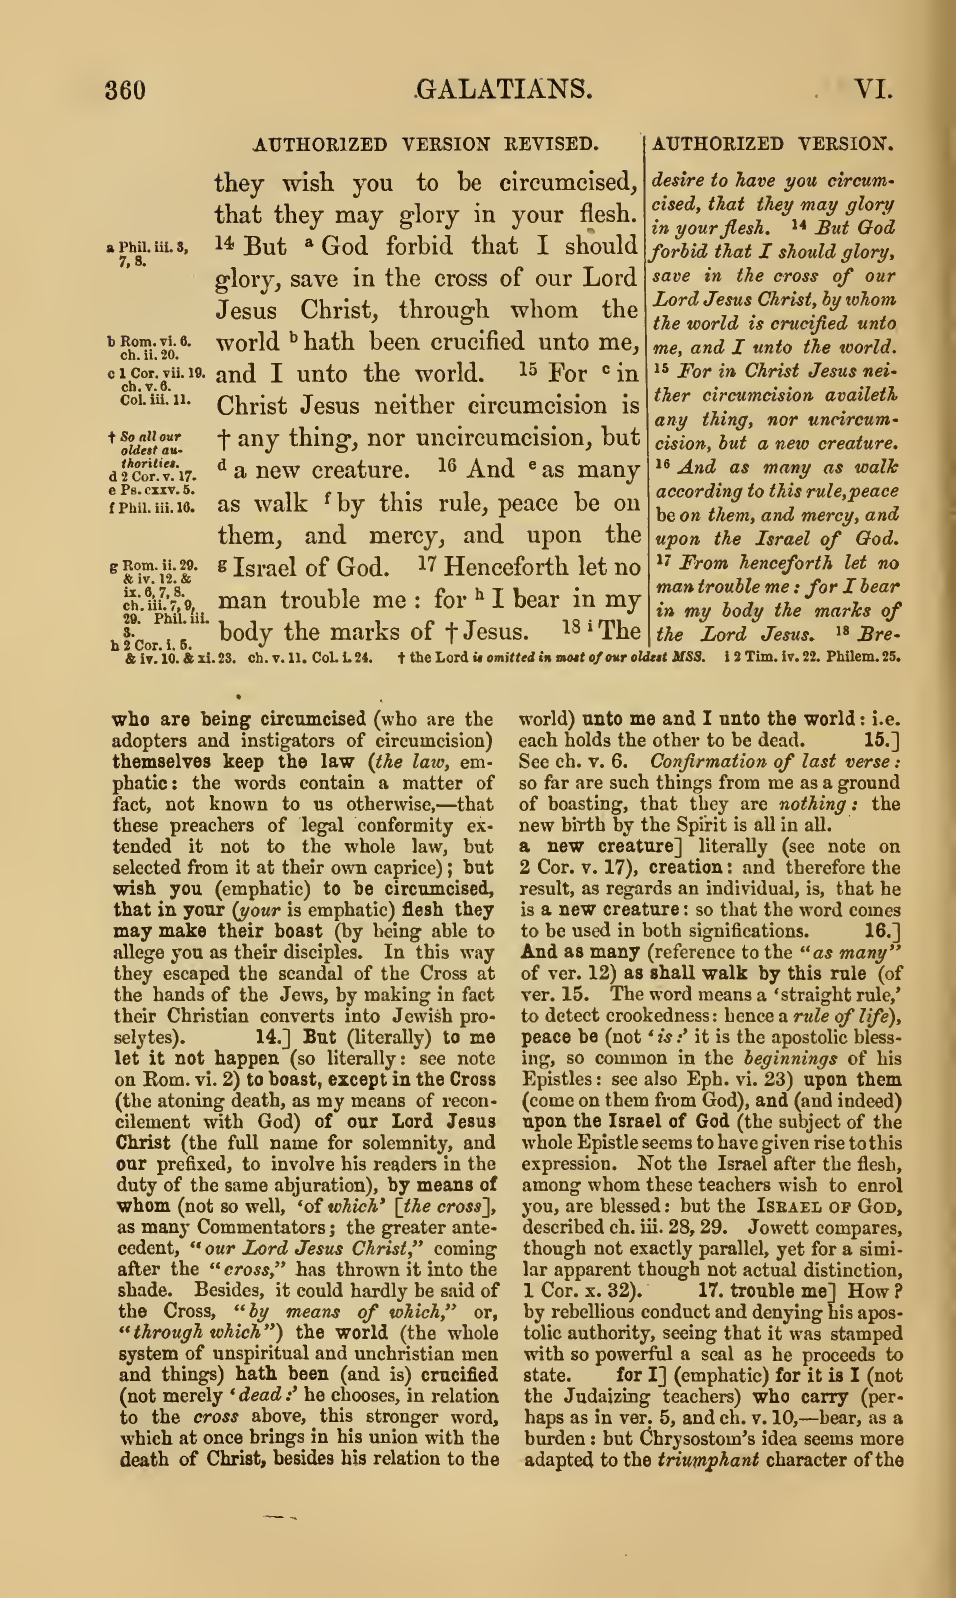 360 GALATIANS. VI.
AUTHORIZED VERSION REVISED.
they wish you to be circumcised,
that they may glory in your flesh.
14 But a God forbid that I should
glory, save in the cross of our Lord
Jesus Christ, through whom the
world b hath been crucified unto me,
and I unto the world. 15 For c in
Christ Jesus neither circumcision is
† any thing, nor uncircumcision, but
d a new creature. 16 And e as many
as walk f by this rule, peace be on
them, and mercy, and upon the
g Israel of God. 17 Henceforth let no
man trouble me : for h I bear in my
body the marks of † Jesus. 18 i The
a Phil. iii. 3,
7, 8.
b Rom. vi. 6.
ch. ii. 20.
c 1 Cor. vii. 19.
ch. v. 6.
Col. iii. 11.
† So all our
oldest au-
thorities.
d 2 Cor. v. 17.
e Ps. cxxv. 5.
f Phil. iii. 16.
g Rom. ii. 29.
& iv. 12. &
ix. 6, 7, 8.
ch. iii. 7, 9,
29. Phil. iii.
3.
h 2 Cor. i. 5.
& iv. 10. & xi. 23. ch. v. 11. Col. i. 24. † the Lord is omitted in most of our oldest MSS. i 2 Tim. iv. 22. Philem. 25.
AUTHORIZED VERSION.
desire to have you circum-
cised, that they may glory
in your flesh. 14 But God
forbid that I should glory,
save in the cross of our
Lord Jesus Christ, by whom
the world is crucified unto
me, and I unto the world.
15 For in Christ Jesus nei-
ther circumcision availeth
any thing, nor uncircum-
cision, but a new creature.
16 And as many as walk
according to this rule, peace
be on them, and mercy, and
upon the Israel of God.
17 From henceforth let no
man trouble me : for I bear
in my body the marks of
the Lord Jesus. 18 Bre-
who are being circumcised (who are the
adopters and instigators of circumcision)
themselves keep the law (the law, em-
phatic : the words contain a matter of
fact, not known to us otherwise,—that
these preachers of legal conformity ex-
tended it not to the whole law, but
selected from it at their own caprice) ; but
wish you (emphatic) to be circumcised,
that in your (your is emphatic) flesh they
may make their boast (by being able to
allege you as their disciples. In this way
they escaped the scandal of the Cross at
the hands of the Jews, by making in fact
their Christian converts into Jewish pro-
selytes). 14.] But (literally) to me
let it not happen (so literally : see note
on Rom. vi. 2) to boast, except in the Cross
(the atoning death, as my means of recon-
cilement with God) of our Lord Jesus
Christ (the full name for solemnity, and
our prefixed, to involve his readers in the
duty of the same abjuration), by means of
whom (not so well, ‘of which’ [the cross],
as many Commentators ; the greater ante-
cedent, “our Lord Jesus Christ,” coming
after the “cross,” has thrown it into the
shade. Besides, it could hardly be said of
the Cross, “by means of which,” or,
“through which”) the world (the whole
system of unspiritual and unchristian men
and things) hath been (and is) crucified
(not merely ‘dead :’ he chooses, in relation
to the cross above, this stronger word,
which at once brings in his union with the
death of Christ, besides his relation to the
world) unto me and I unto the world : i.e.
each holds the other to be dead. 15.]
See ch. v. 6. Confirmation of last verse :
so far are such things from me as a ground
of boasting, that they are nothing : the
new birth by the Spirit is all in all.
a new creature] literally (see note on
2 Cor. v. 17), creation : and therefore the
result, as regards an individual, is, that he
is a new creature : so that the word comes
to be used in both significations. 16.]
And as many (reference to the “as many”
of ver. 12) as shall walk by this rule (of
ver. 15. The word means a ‘straight rule,’
to detect crookedness : hence a rule of life),
peace be (not ‘is :’ it is the apostolic bless-
ing, so common in the beginnings of his
Epistles : see also Eph. vi. 23) upon them
(come on them from God), and (and indeed)
upon the Israel of God (the subject of the
whole Epistle seems to have given rise to this
expression. Not the Israel after the flesh,
among whom these teachers wish to enrol
you, are blessed : but the ISRAEL OF GOD,
described ch. iii. 28, 29. Jowett compares,
though not exactly parallel, yet for a simi-
lar apparent though not actual distinction,
1 Cor. x. 32). 17. trouble me] How ?
by rebellious conduct and denying his apos-
tolic authority, seeing that it was stamped
with so powerful a seal as he proceeds to
state. for I] (emphatic) for it is I (not
the Judaizing teachers) who carry (per-
haps as in ver. 5, and ch. v. 10,—bear, as a
burden : but Chrysostom’s idea seems more
adapted to the triumphant character of the